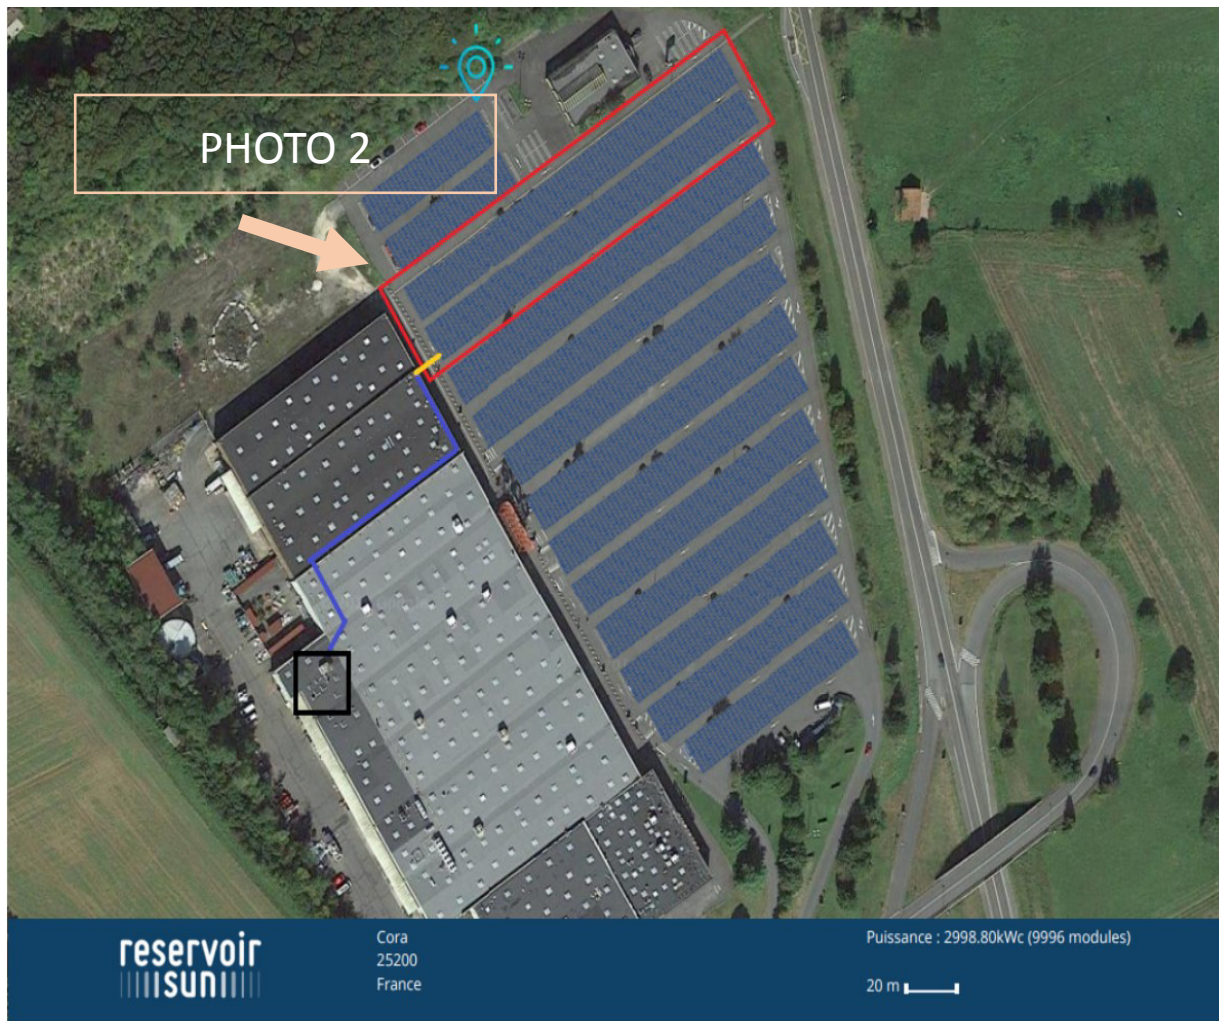 PHOTO 2
reservoir
sun
Cora
25200
France
Puissance : 2998.80kWc (9996 modules)
20 m